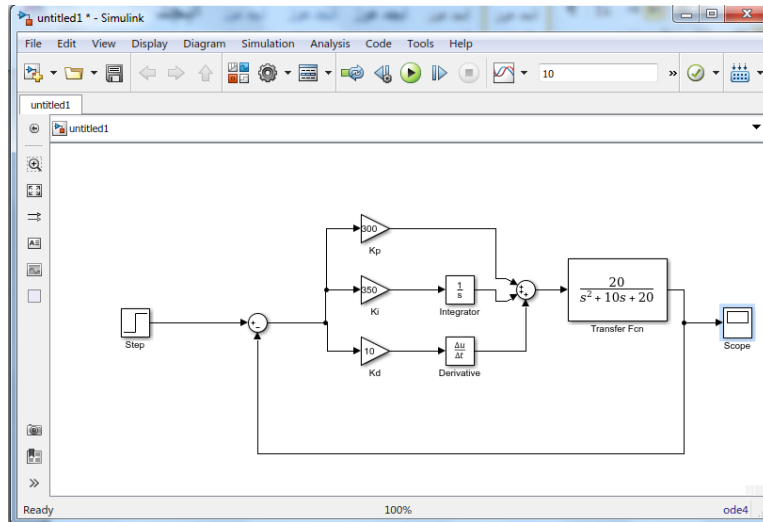 untitled1 * - Simulink
File Edit View Display Diagram Simulation Analysis Code Tools Help
10
»
untitled1
untitled1
300
Kp
350
Ki
1
s
Integrator
10
Kd
Δu
Δt
Derivative
Step
+
−
+
+
+
20
s² + 10s + 20
Transfer Fcn
Scope
»
Ready 100% ode4